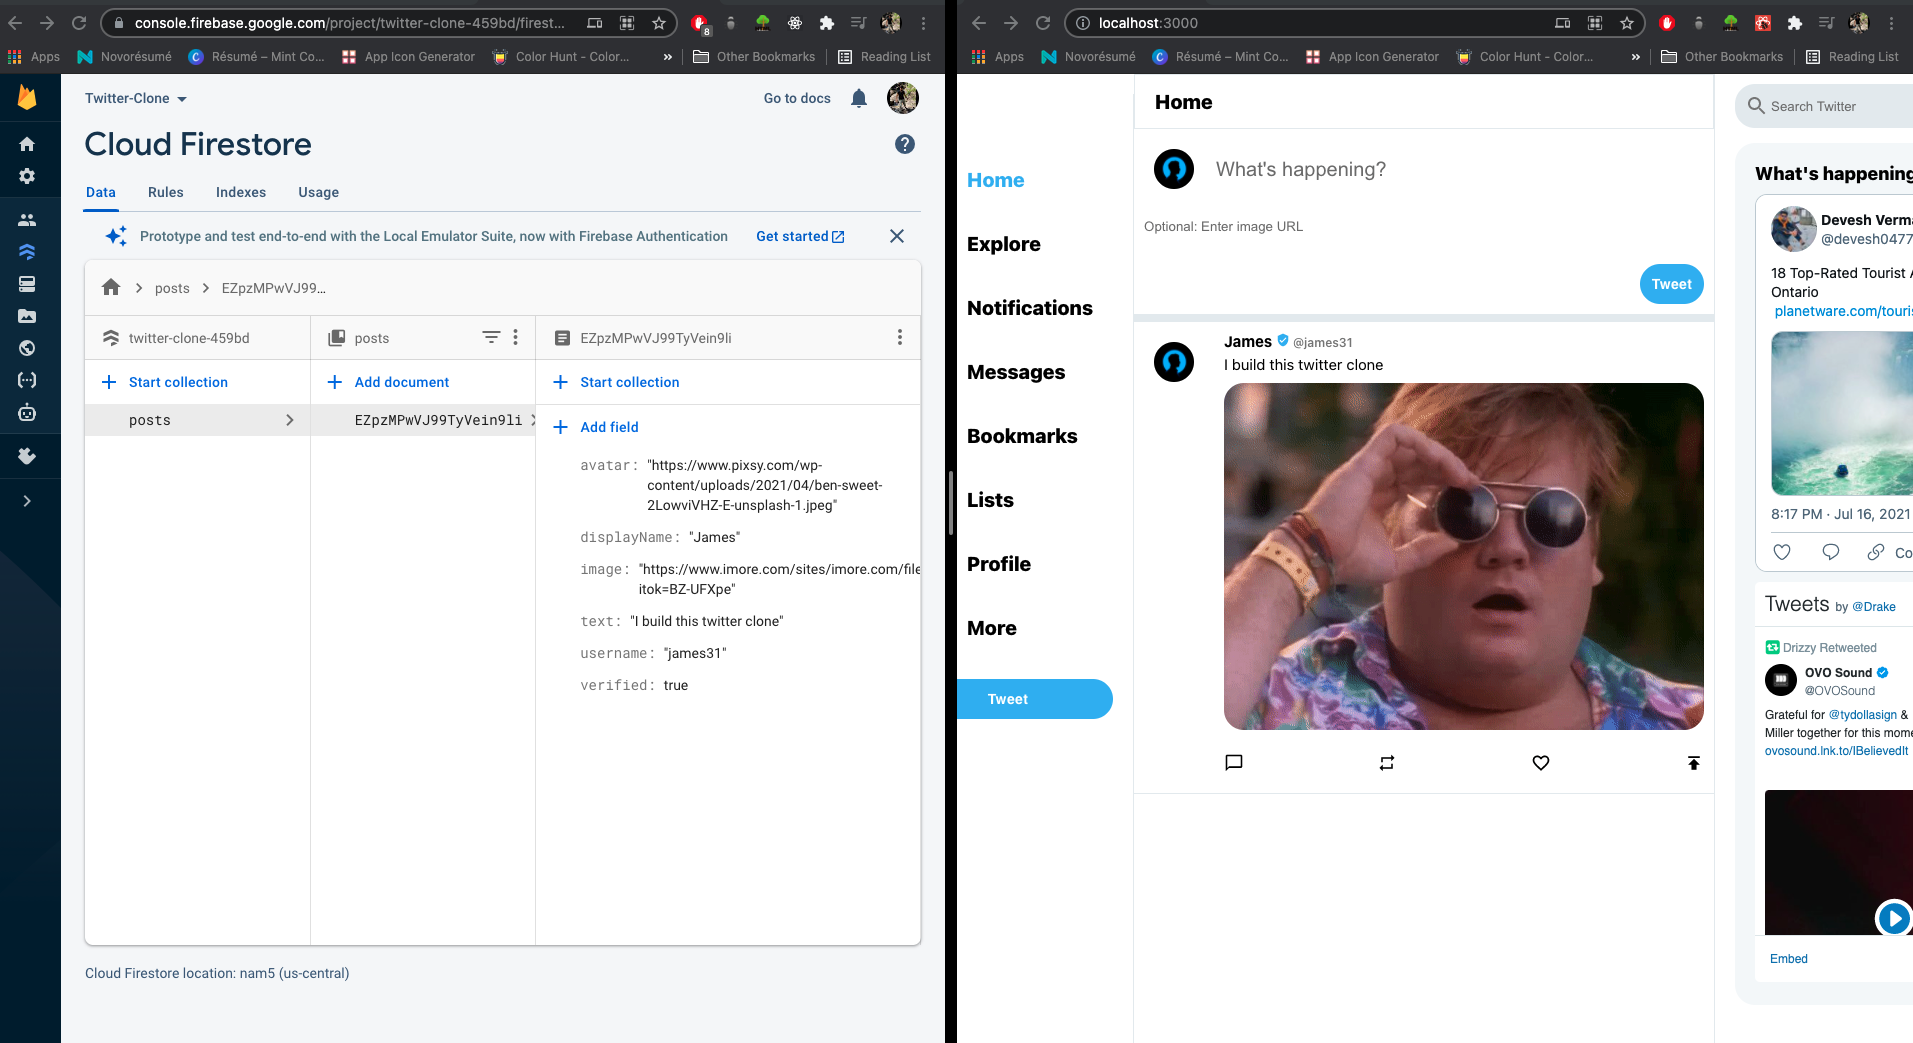 console.firebase.google.com/project/twitter-clone-459bd/firest...
8
Apps
Novorésumé
Résumé – Mint Co...
App Icon Generator
Color Hunt - Color...
»
Other Bookmarks
Reading List
Twitter-Clone
Go to docs
Cloud Firestore
Data
Rules
Indexes
Usage
Prototype and test end-to-end with the Local Emulator Suite, now with Firebase Authentication
Get started
posts
EZpzMPwVJ99...
twitter-clone-459bd
posts
EZpzMPwVJ99TyVein9li
Start collection
Add document
Start collection
posts
EZpzMPwVJ99TyVein9li
Add field
avatar: "https://www.pixsy.com/wp-
content/uploads/2021/04/ben-sweet-
2LowviVHZ-E-unsplash-1.jpeg"
displayName: "James"
image: "https://www.imore.com/sites/imore.com/file
itok=BZ-UFXpe"
text: "I build this twitter clone"
username: "james31"
verified: true
Cloud Firestore location: nam5 (us-central)
localhost:3000
Apps
Novorésumé
Résumé – Mint Co...
App Icon Generator
Color Hunt - Color...
»
Other Bookmarks
Reading List
Home
Explore
Notifications
Messages
Bookmarks
Lists
Profile
More
Tweet
Home
What's happening?
Optional: Enter image URL
Tweet
James @james31
I build this twitter clone
Search Twitter
What's happening
Devesh Verma
@devesh0477
18 Top-Rated Tourist A
Ontario
planetware.com/touris
8:17 PM · Jul 16, 2021
Co
Tweets by @Drake
Drizzy Retweeted
OVO Sound
@OVOSound
Grateful for @tydollasign &
Miller together for this mome
ovosound.lnk.to/IBelievedIt
Embed